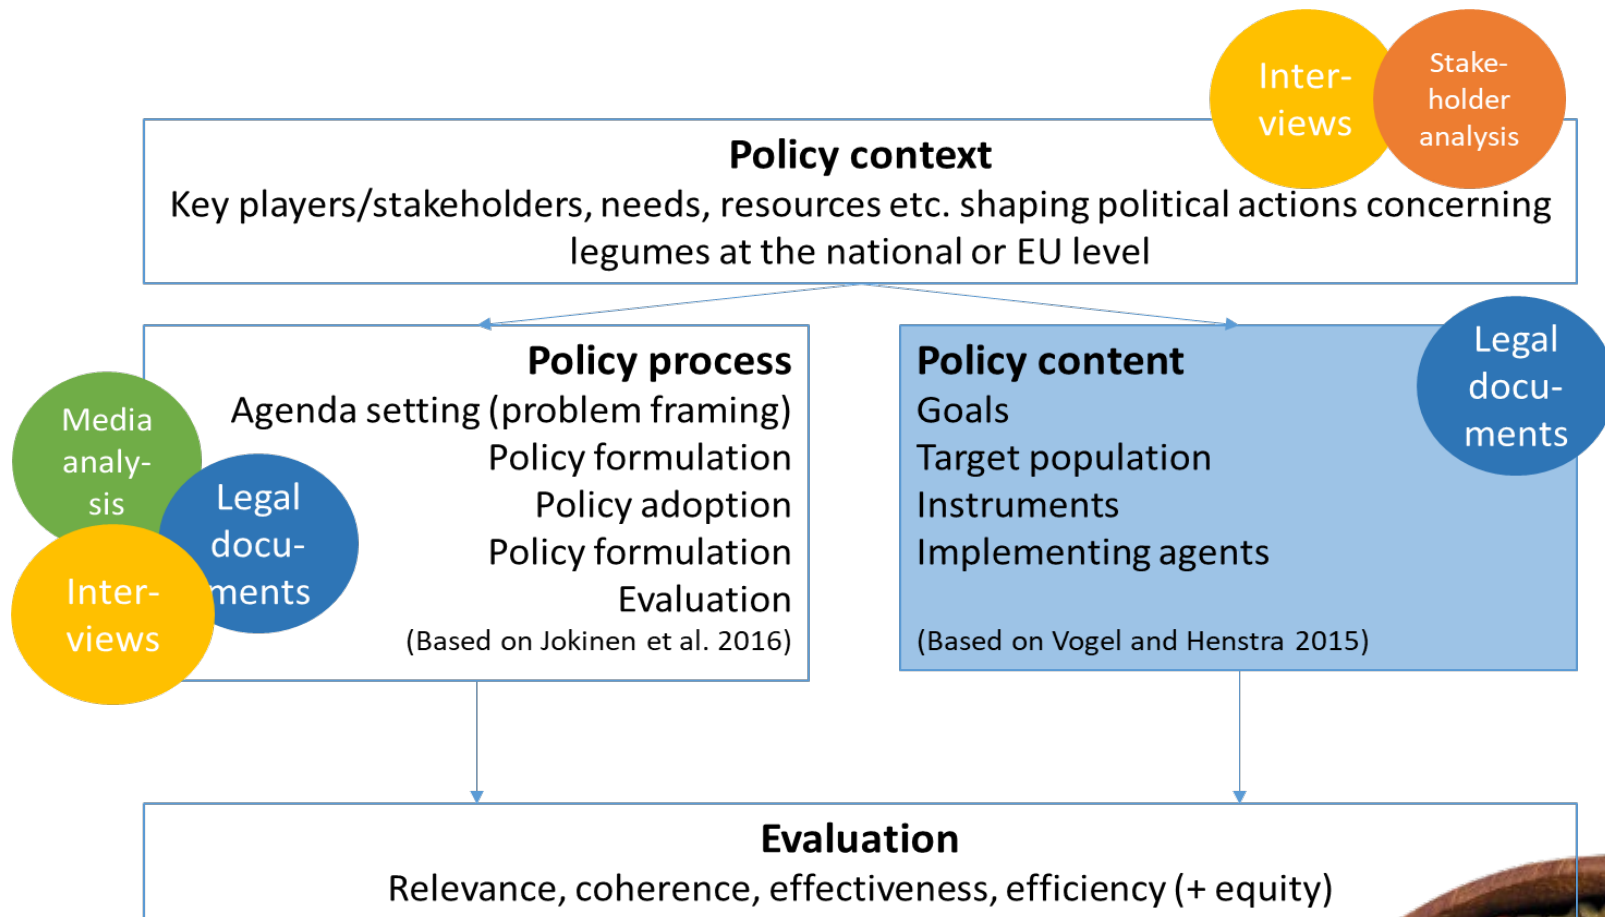 Inter-
views
Stake-
holder
analysis
Policy context
Key players/stakeholders, needs, resources etc. shaping political actions concerning
legumes at the national or EU level
Policy process
Agenda setting (problem framing)
Policy formulation
Policy adoption
Policy formulation
Evaluation
(Based on Jokinen et al. 2016)
Media
analy-
sis
Legal
docu-
ments
Inter-
views
Policy content
Goals
Target population
Instruments
Implementing agents
(Based on Vogel and Henstra 2015)
Legal
docu-
ments
Evaluation
Relevance, coherence, effectiveness, efficiency (+ equity)